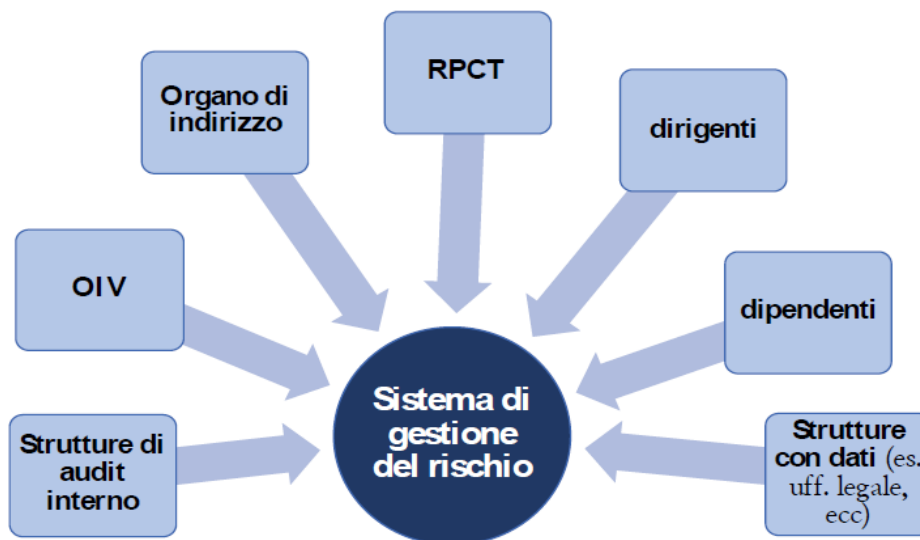 RPCT
Organo di
indirizzo
dirigenti
OIV
dipendenti
Sistema di
gestione
del rischio
Strutture di
audit
interno
Strutture
con dati (es.
uff. legale,
ecc)